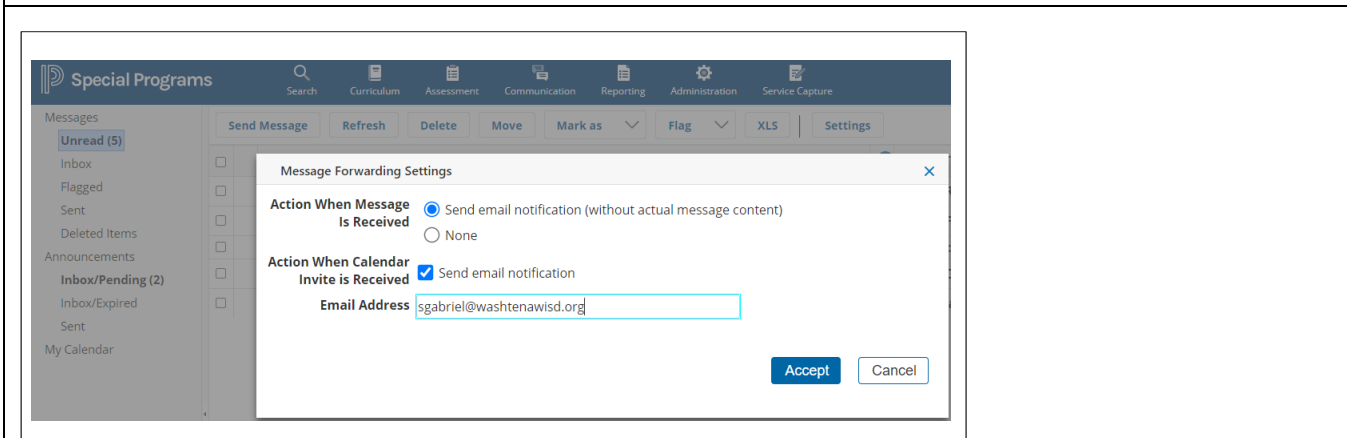 Special Programs
Search Curriculum Assessment Communication Reporting Administration Service Capture
Messages
Unread (5)
Inbox
Flagged
Sent
Deleted Items
Announcements
Inbox/Pending (2)
Inbox/Expired
Sent
My Calendar
Send Message Refresh Delete Move Mark as Flag XLS Settings
Message Forwarding Settings
Action When Message
Is Received
Send email notification (without actual message content)
None
Action When Calendar
Invite is Received
Send email notification
Email Address sgabriel@washtenawisd.org
Accept Cancel